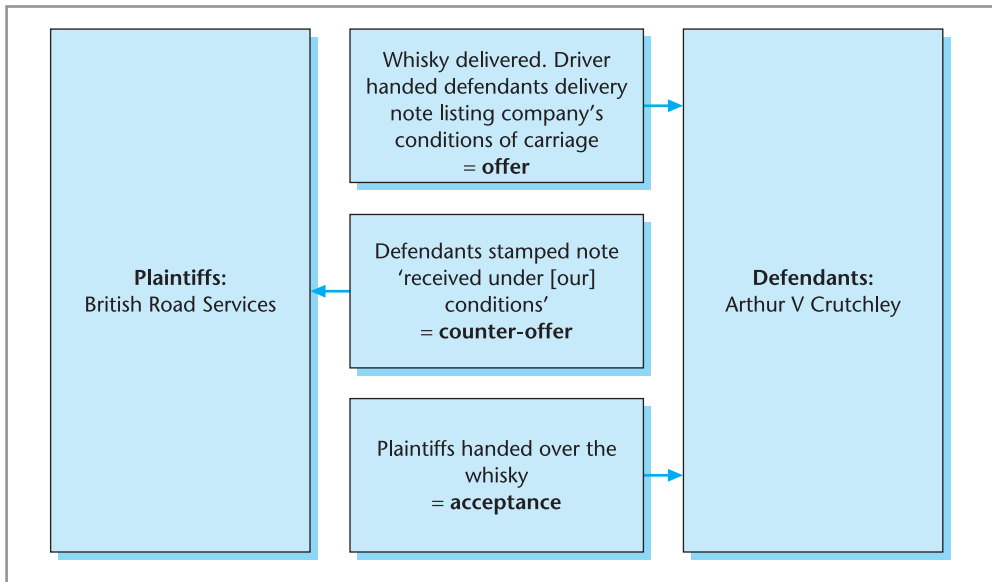 Plaintiffs:
British Road Services
Whisky delivered. Driver
handed defendants delivery
note listing company’s
conditions of carriage
= offer
Defendants stamped note
‘received under [our]
conditions’
= counter-offer
Plaintiffs handed over the
whisky
= acceptance
Defendants:
Arthur V Crutchley